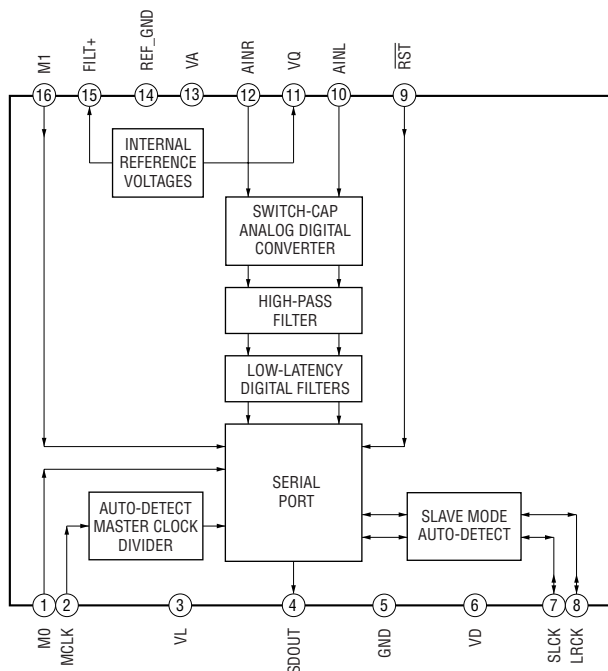 M1
FILT+
REF_GND
VA
AINR
VQ
AINL
RST
16
15
14
13
12
11
10
9
INTERNAL
REFERENCE
VOLTAGES
SWITCH-CAP
ANALOG DIGITAL
CONVERTER
HIGH-PASS
FILTER
LOW-LATENCY
DIGITAL FILTERS
SERIAL
PORT
AUTO-DETECT
MASTER CLOCK
DIVIDER
SLAVE MODE
AUTO-DETECT
1
2
3
4
5
6
7
8
M0
MCLK
VL
SDOUT
GND
VD
SLCK
LRCK